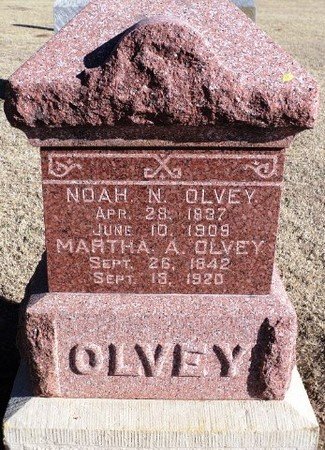 NOAH N. OLVEY
APR. 28, 1837
JUNE 10, 1909
MARTHA A. OLVEY
SEPT. 26, 1842
SEPT. 15, 1920
OLVEY